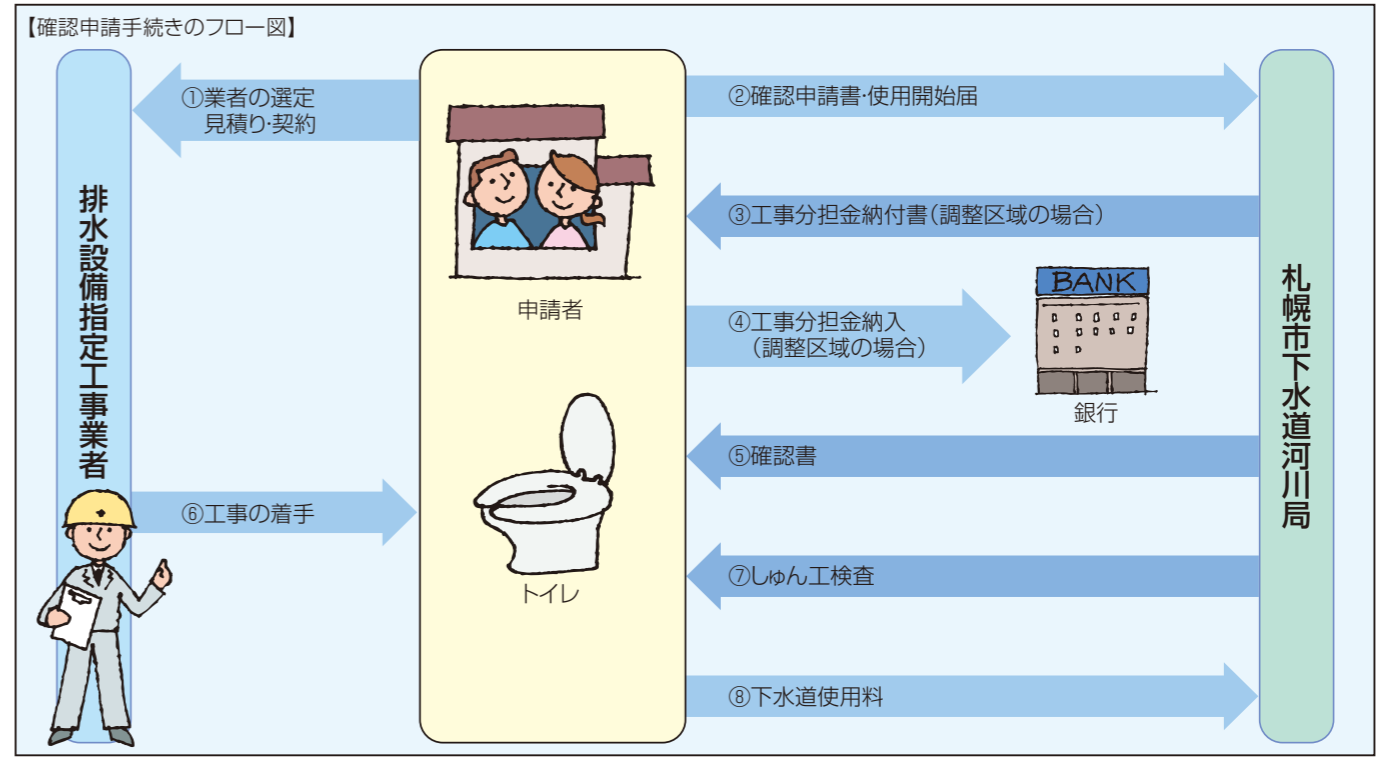 【確認申請手続きのフロー図】
排水設備指定工事業者
①業者の選定
見積り・契約
⑥工事の着手
申請者
トイレ
②確認申請書・使用開始届
③工事分担金納付書(調整区域の場合)
④工事分担金納入
(調整区域の場合)
BANK
銀行
⑤確認書
⑦しゅん工検査
⑧下水道使用料
札幌市下水道河川局